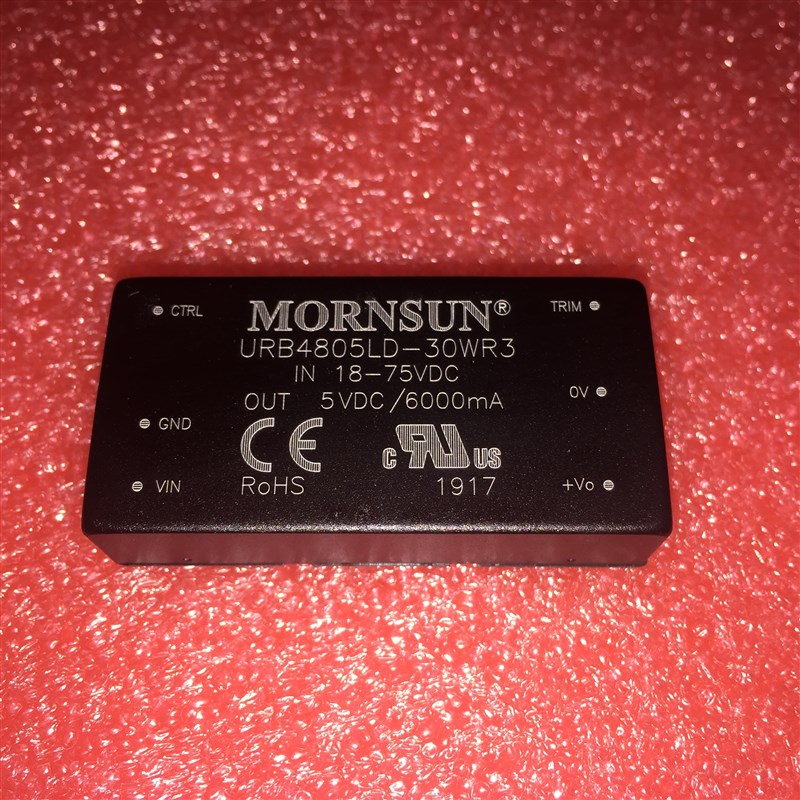 CTRL MORNSUN® TRIM
URB4805LD-30WR3
IN 18-75VDC
OUT 5VDC/6000mA 0V
GND CE c RU US
VIN RoHS 1917 +Vo